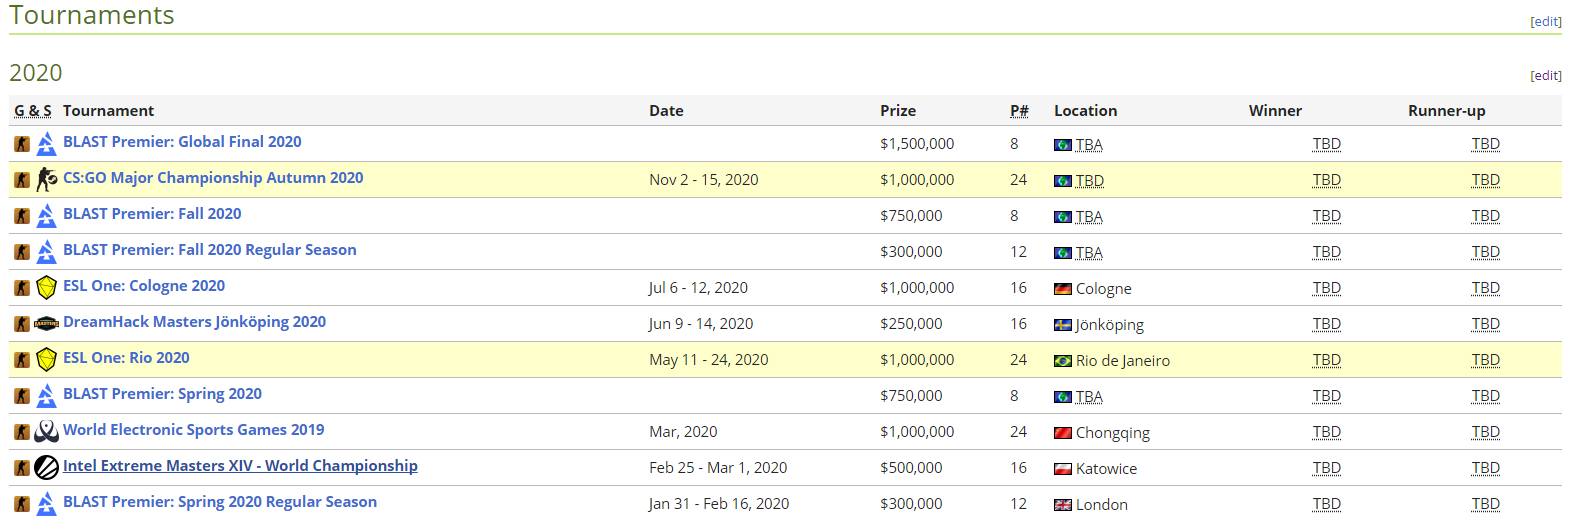 Tournaments [edit]
2020 [edit]
G & S Tournament Date Prize P# Location Winner Runner-up
BLAST Premier: Global Final 2020 $1,500,000 8 TBA TBD TBD
CS:GO Major Championship Autumn 2020 Nov 2 - 15, 2020 $1,000,000 24 TBD TBD TBD
BLAST Premier: Fall 2020 $750,000 8 TBA TBD TBD
BLAST Premier: Fall 2020 Regular Season $300,000 12 TBA TBD TBD
ESL One: Cologne 2020 Jul 6 - 12, 2020 $1,000,000 16 Cologne TBD TBD
DreamHack Masters Jönköping 2020 Jun 9 - 14, 2020 $250,000 16 Jönköping TBD TBD
ESL One: Rio 2020 May 11 - 24, 2020 $1,000,000 24 Rio de Janeiro TBD TBD
BLAST Premier: Spring 2020 $750,000 8 TBA TBD TBD
World Electronic Sports Games 2019 Mar, 2020 $1,000,000 24 Chongqing TBD TBD
Intel Extreme Masters XIV - World Championship Feb 25 - Mar 1, 2020 $500,000 16 Katowice TBD TBD
BLAST Premier: Spring 2020 Regular Season Jan 31 - Feb 16, 2020 $300,000 12 London TBD TBD